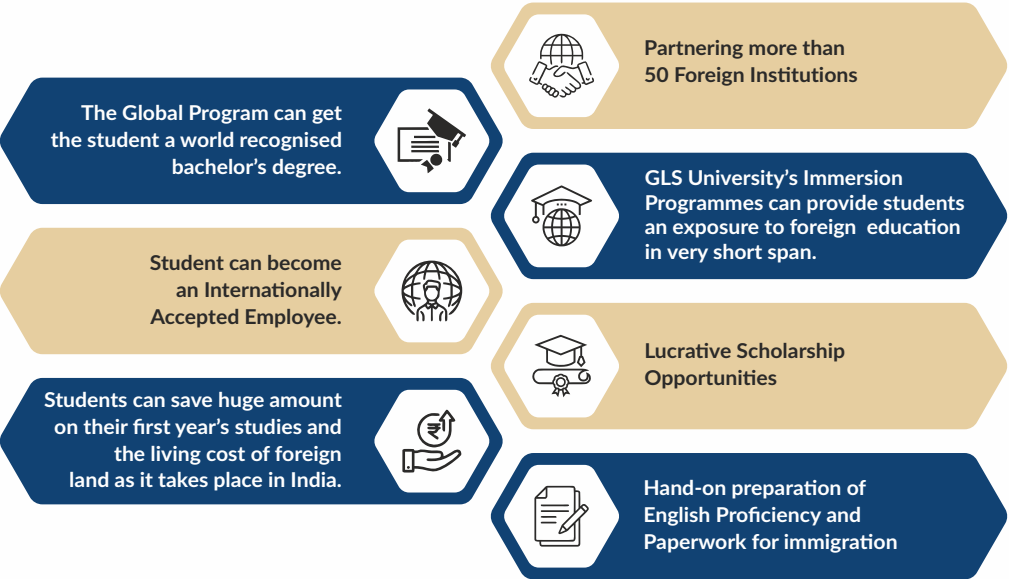 Partnering more than
50 Foreign Institutions
The Global Program can get
the student a world recognised
bachelor's degree.
GLS University's Immersion
Programmes can provide students
an exposure to foreign education
in very short span.
Student can become
an Internationally
Accepted Employee.
Lucrative Scholarship
Opportunities
Students can save huge amount
on their first year's studies and
the living cost of foreign
land as it takes place in India.
Hand-on preparation of
English Proficiency and
Paperwork for immigration